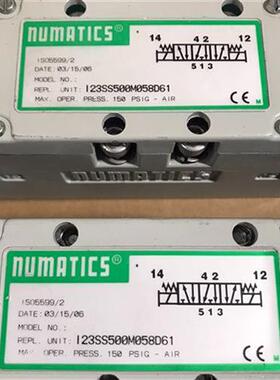 numatics®
14 4 2 12
5 1 3
ISO5599/2
DATE: 03/15/06
MODEL NO.:
REPL. UNIT: I23SS500M058D61
MAX. OPER. PRESS. 150 PSIG - AIR
CE M
numatics®
14 4 2 12
5 1 3
ISO5599/2
DATE: 03/15/06
MODEL NO.:
REPL. UNIT: I23SS500M058D61
MAX. OPER. PRESS. 150 PSIG - AIR
CE M